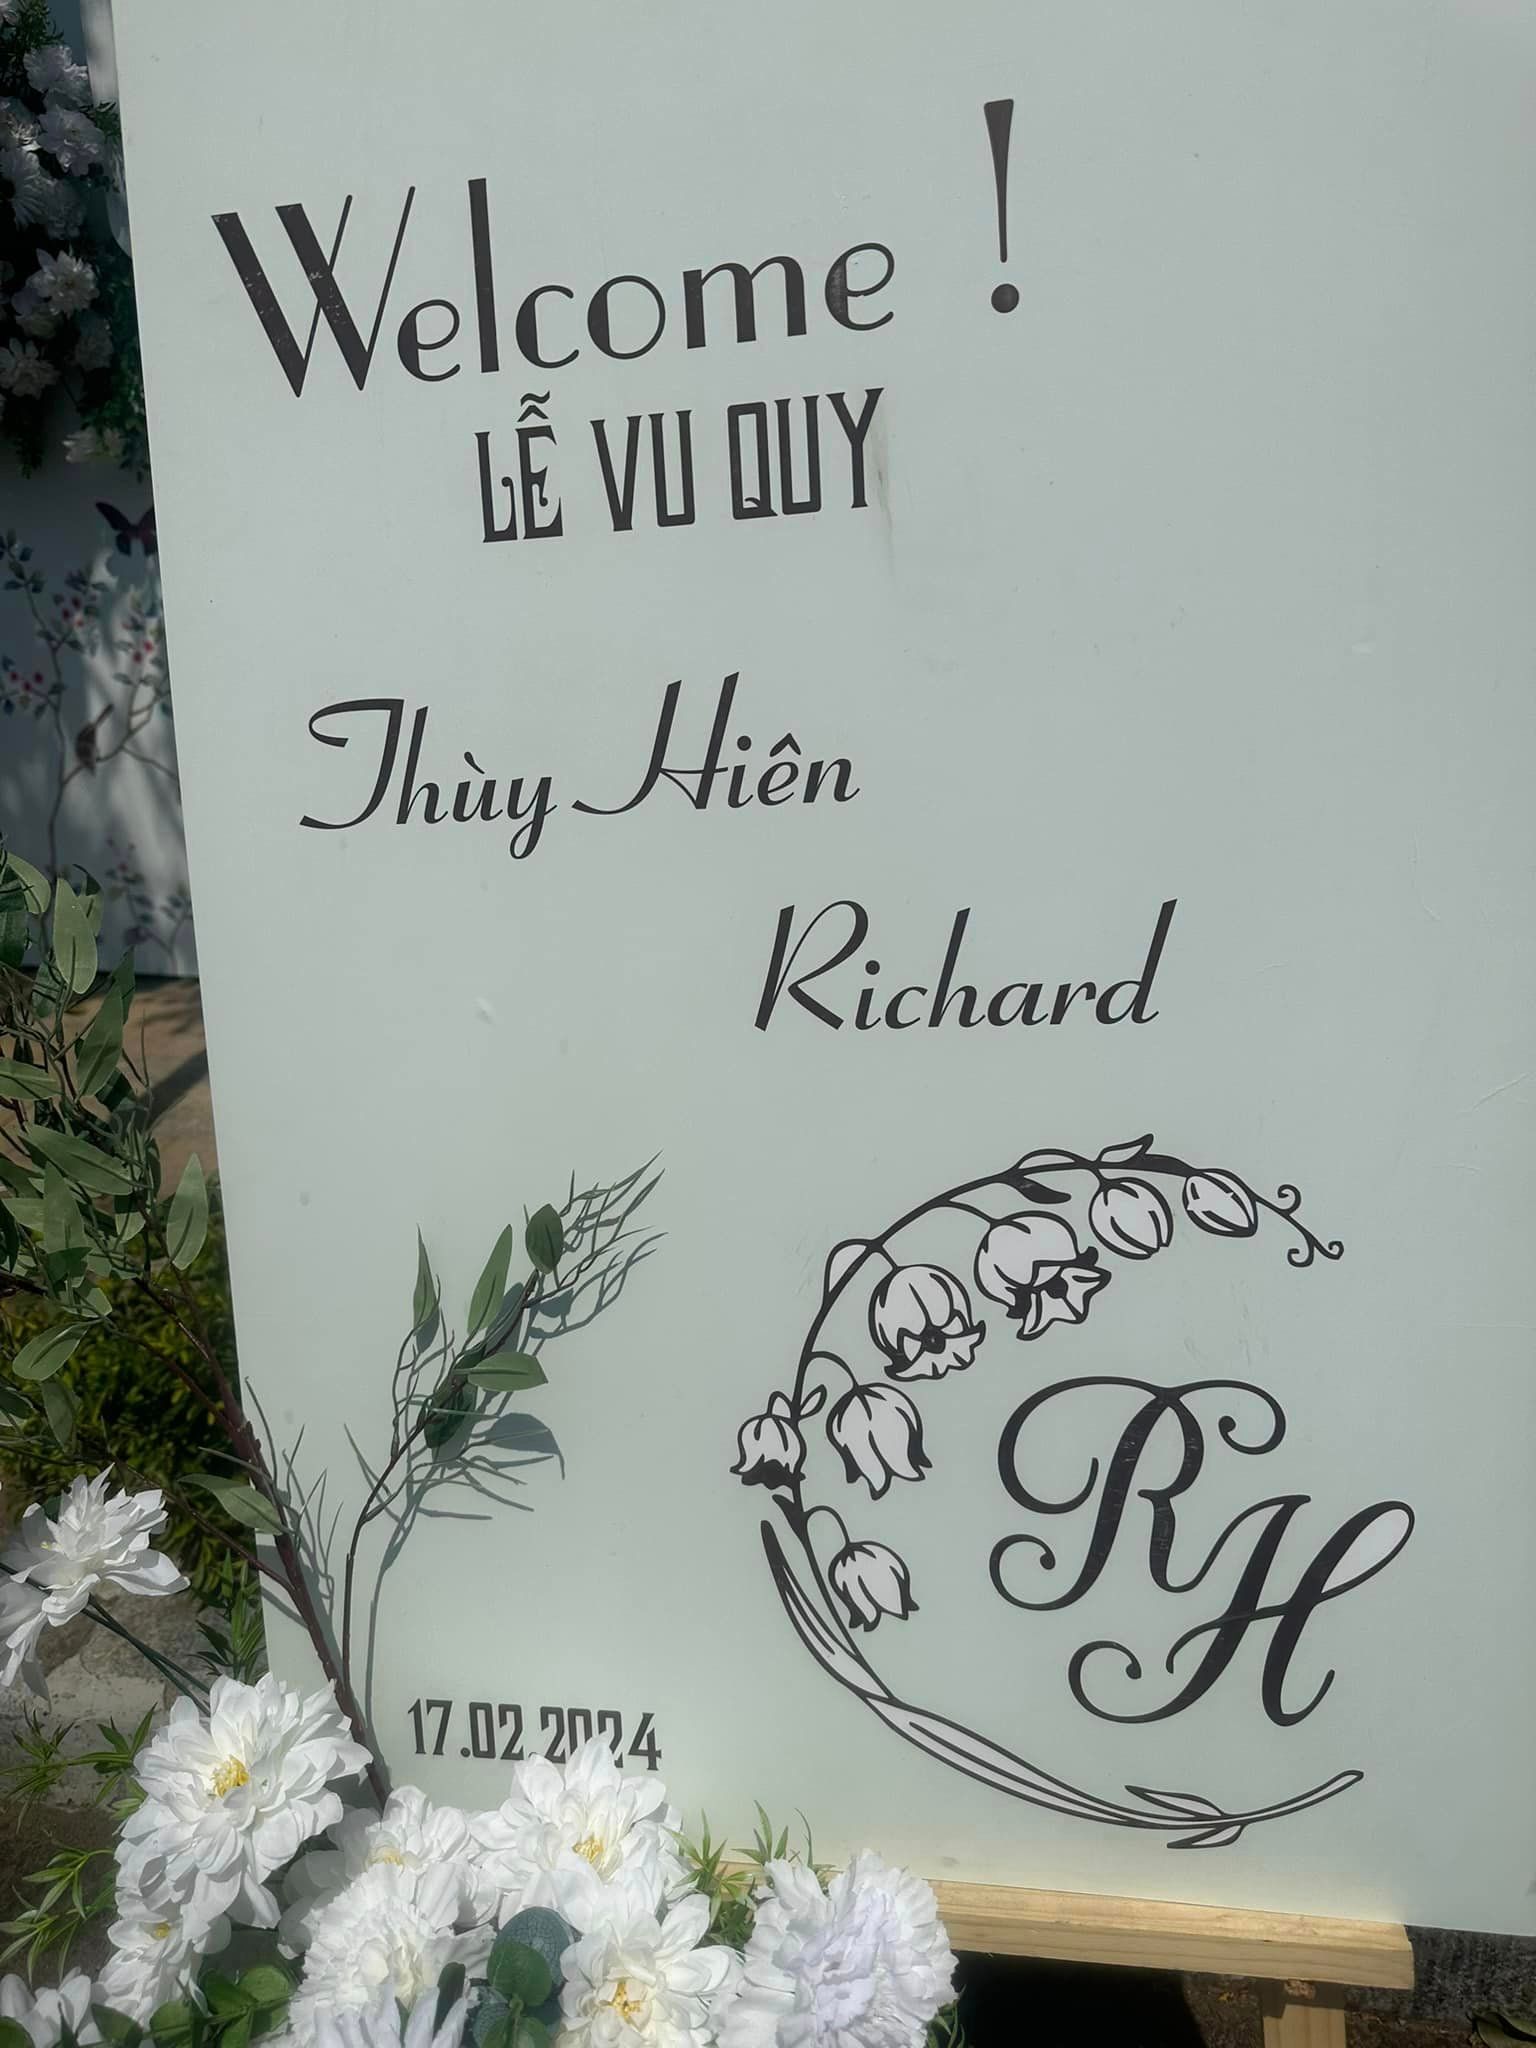 Welcome !
LỄ VU QUY
Thùy Hiên
Richard
RH
17.02.2024